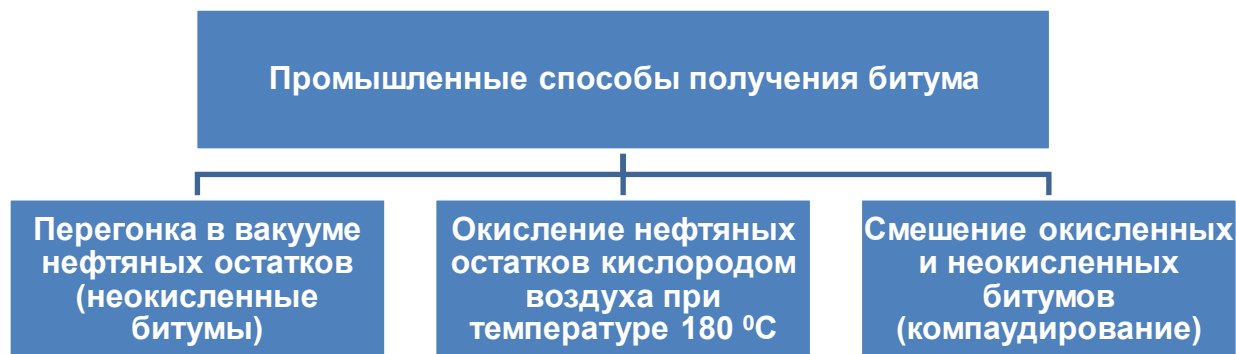 Промышленные способы получения битума
Перегонка в вакууме
нефтяных остатков
(неокисленные
битумы)
Окисление нефтяных
остатков кислородом
воздуха при
температуре 180 ⁰С
Смешение окисленных
и неокисленных
битумов
(компаудирование)